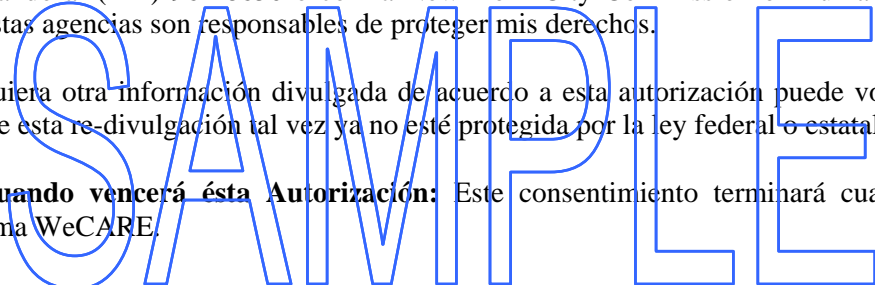 stas agencias son responsables de proteger mis derechos.
uiera otra información divulgada de acuerdo a esta autorización puede vo
e esta re-divulgación tal vez ya no esté protegida por la ley federal o estatal
uando vencerá ésta Autorización: Este consentimiento terminará cua
ma WeCARE.
SAMPLE